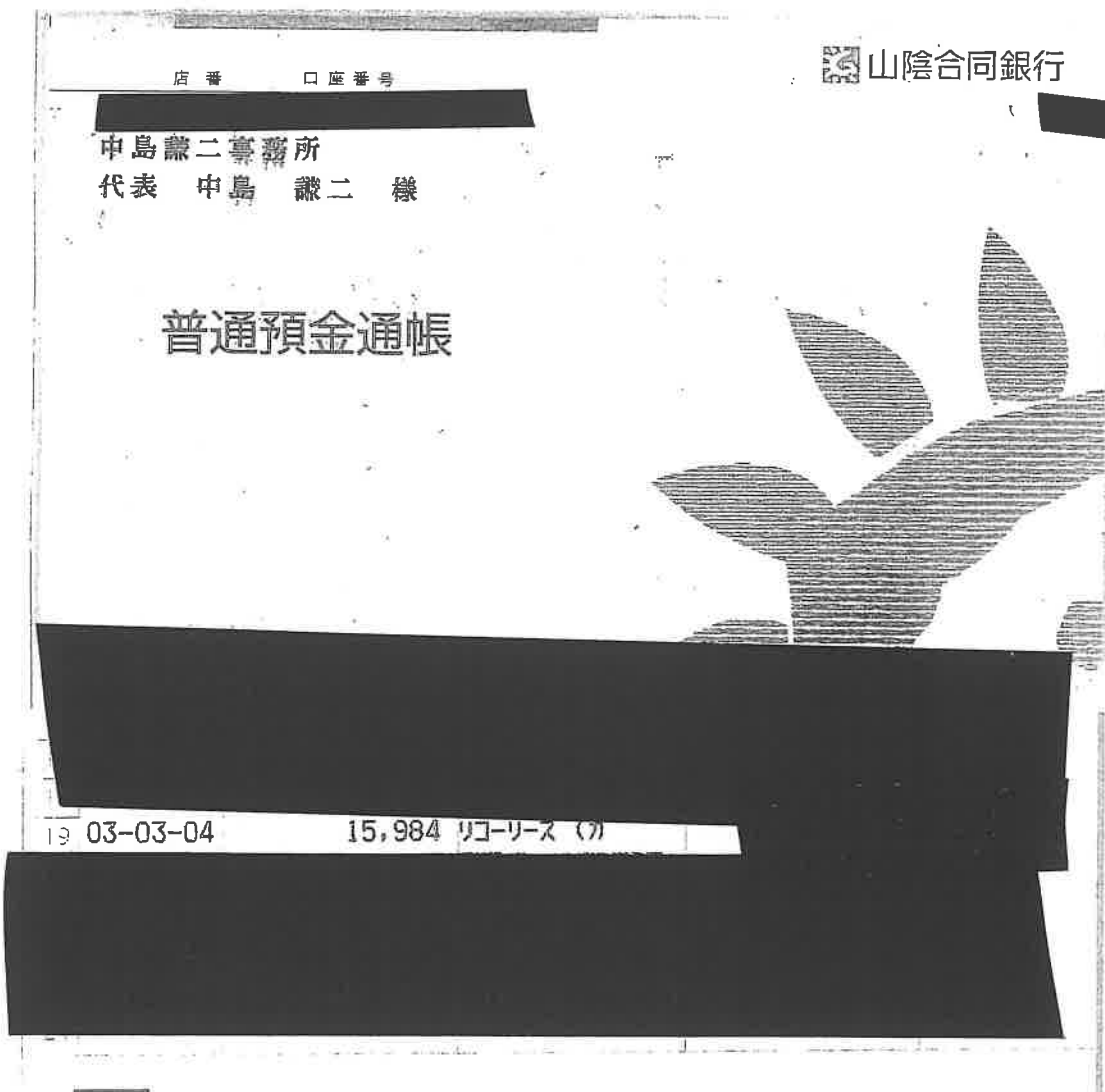 山陰合同銀行
店番 口座番号
中島謙二事務所
代表 中島 謙二 様
普通預金通帳
19 03-03-04 15,984 リコーリース (カ